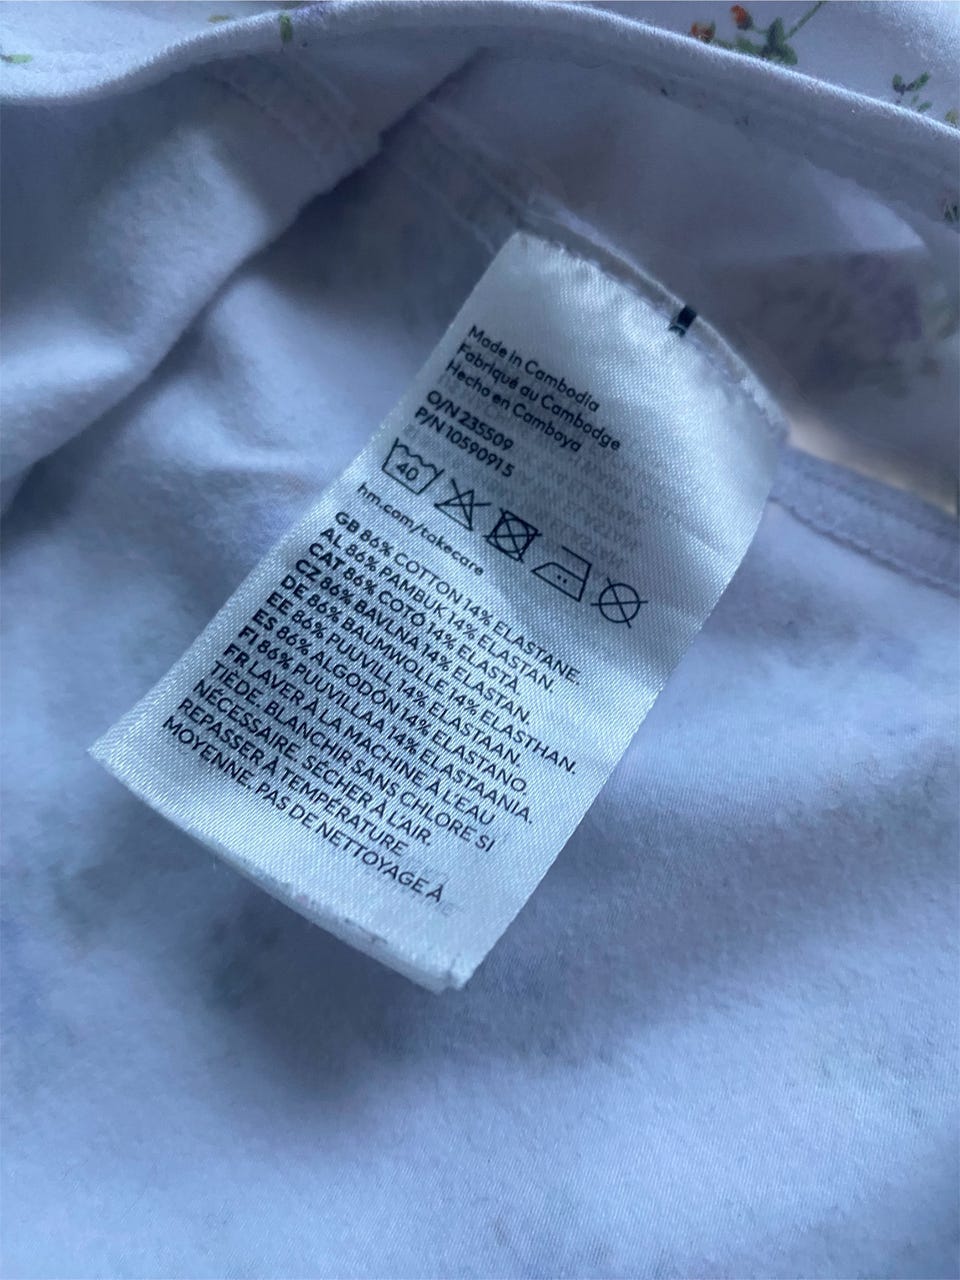 Made in Cambodia
Fabriqué au Cambodge
Hecho en Camboya
O/N 235509
P/N 10590915
40
hm.com/takecare
GB 86% COTTON 14% ELASTANE.
AL 86% PAMBUK 14% ELASTAN.
CAT 86% COTÓ 14% ELASTÀ.
CZ 86% BAVLNA 14% ELASTAN.
DE 86% BAUMWOLLE 14% ELASTHAN.
EE 86% PUUVILL 14% ELASTAAN.
ES 86% ALGODÓN 14% ELASTANO.
FI 86% PUUVILLAA 14% ELASTAANIA.
FR LAVER À LA MACHINE À L'EAU
TIÈDE. BLANCHIR SANS CHLORE SI
NÉCESSAIRE. SÉCHER À L'AIR.
REPASSER À TEMPÉRATURE
MOYENNE. PAS DE NETTOYAGE À